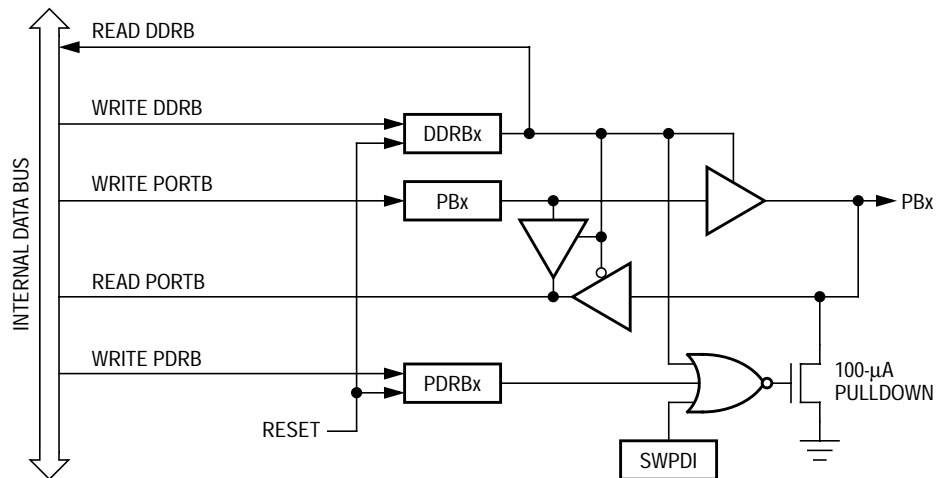 READ DDRB
WRITE DDRB
DDRBx
WRITE PORTB
PBx
PBx
INTERNAL DATA BUS
READ PORTB
WRITE PDRB
PDRBx
100-μA
PULLDOWN
RESET
SWPDI